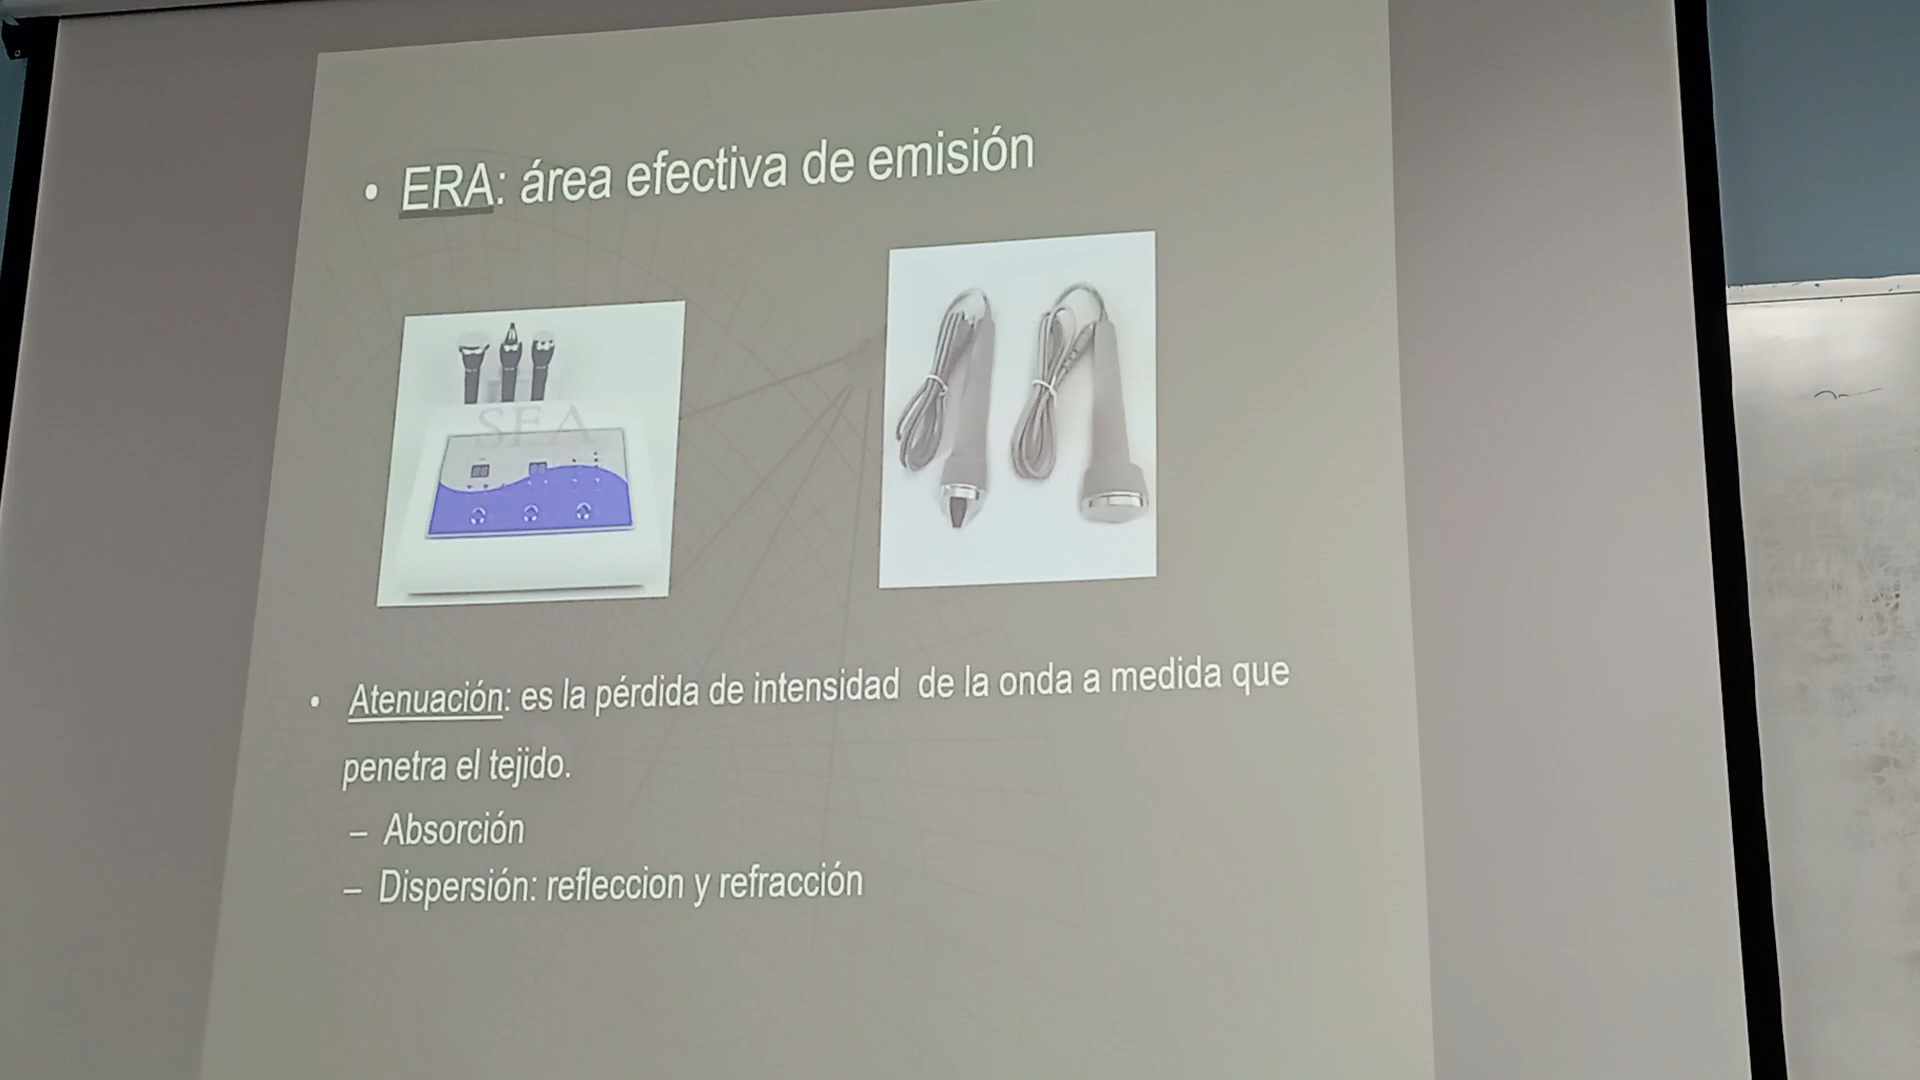 • ERA: área efectiva de emisión
SEA
• Atenuación: es la pérdida de intensidad de la onda a medida que
penetra el tejido.
– Absorción
– Dispersión: refleccion y refracción